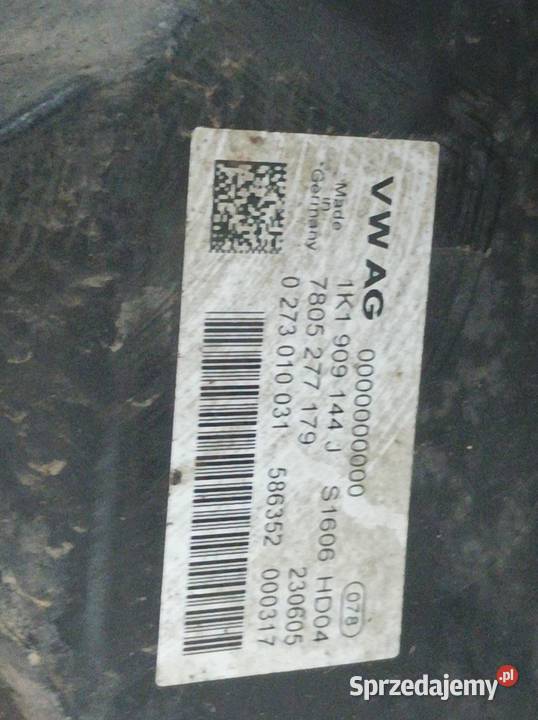 VW AG 0000000000
Made in Germany
1K1 909 144 J S1606 HD04
7805 277 179 230605
0 273 010 031 586352 000317
078
Sprzedajemy.pl